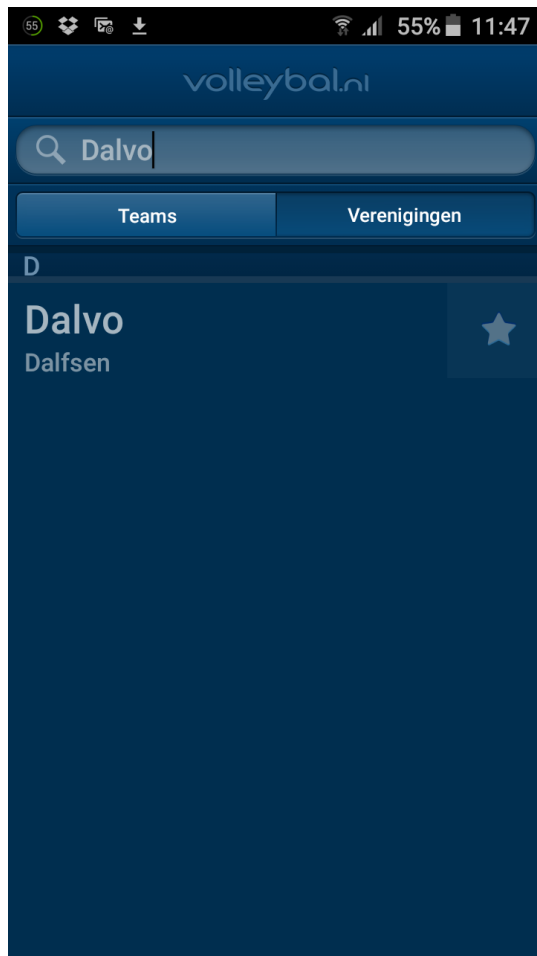 55 55% 11:47
volleybal.nl
Dalvo
Teams Verenigingen
D
Dalvo
Dalfsen